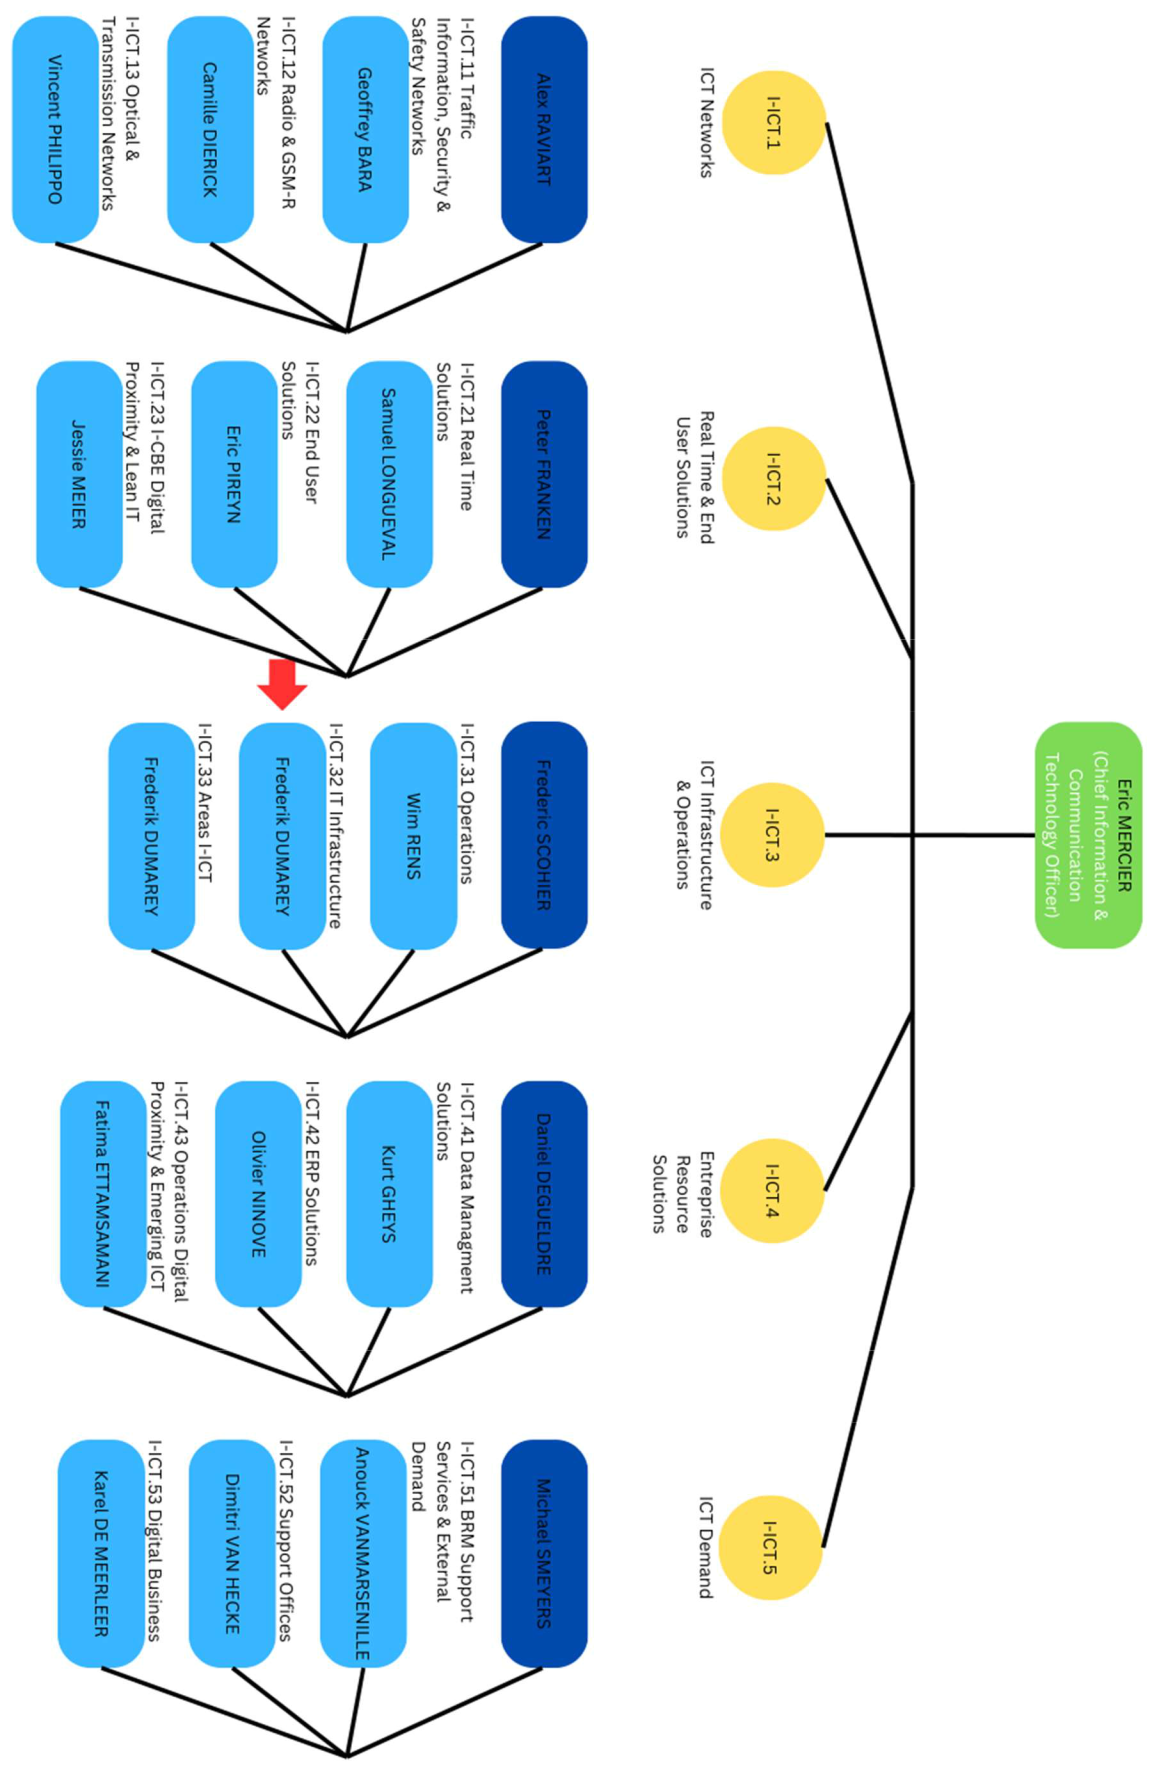 Eric MERCIER
(Chief Information &
Communication
Technology Officer)
I-ICT.1
ICT Networks
I-ICT.2
Real Time & End
User Solutions
I-ICT.3
ICT Infrastructure
& Operations
I-ICT.4
Entreprise
Resource
Solutions
I-ICT.5
ICT Demand
Alex RAVIART
I-ICT.11 Traffic
Information, Security &
Safety Networks
Geoffrey BARA
I-ICT.12 Radio & GSM-R
Networks
Camille DIERICK
I-ICT.13 Optical &
Transmission Networks
Vincent PHILIPPO
Peter FRANKEN
I-ICT.21 Real Time
Solutions
Samuel LONGUEVAL
I-ICT.22 End User
Solutions
Eric PIREYN
I-ICT.23 I-CBE Digital
Proximity & Lean IT
Jessie MEIER
Frederic SCOHIER
I-ICT.31 Operations
Wim RENS
I-ICT.32 IT Infrastructure
Frederik DUMAREY
I-ICT.33 Areas I-ICT
Frederik DUMAREY
Daniel DEGUELDRE
I-ICT.41 Data Managment
Solutions
Kurt GHEYS
I-ICT.42 ERP Solutions
Olivier NINOVE
I-ICT.43 Operations Digital
Proximity & Emerging ICT
Fatima ETTAMSAMANI
Michael SMEYERS
I-ICT.51 BRM Support
Services & External
Demand
Anouck VANMARSENILLE
I-ICT.52 Support Offices
Dimitri VAN HECKE
I-ICT.53 Digital Business
Karel DE MEERLEER